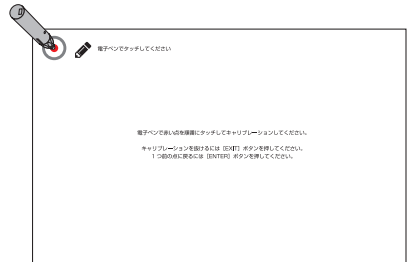 電子ペンでタッチしてください
電子ペンで赤い点を順番にタッチしてキャリブレーションしてください。
キャリブレーションを抜けるには [EXIT] ボタンを押してください。
1 つ前の点に戻るには [ENTER] ボタンを押してください。